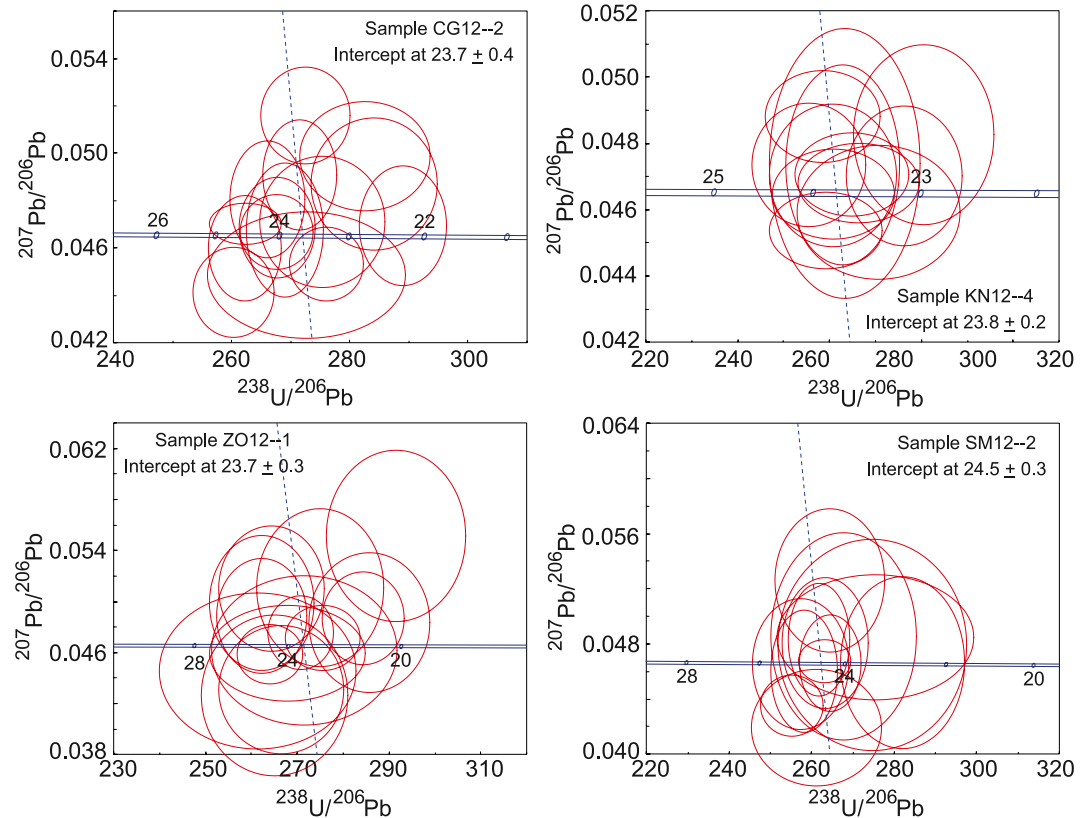 Sample CG12--2
Intercept at 23.7 ± 0.4
0.056
0.050
0.046
0.042
207Pb/206Pb
26
24
22
240 260 280 300
238U/206Pb
0.052
0.050
0.048
0.046
0.044
0.042
207Pb/206Pb
25
23
Sample KN12--4
Intercept at 23.8 ± 0.2
220 240 260 280 300 320
238U/206Pb
Sample ZO12--1
Intercept at 23.7 ± 0.3
0.062
0.054
0.046
0.038
207Pb/206Pb
28 24 20
230 250 270 290 310
238U/206Pb
Sample SM12--2
Intercept at 24.5 ± 0.3
0.064
0.056
0.048
0.040
207Pb/206Pb
28 24 20
220 240 260 280 300 320
238U/206Pb